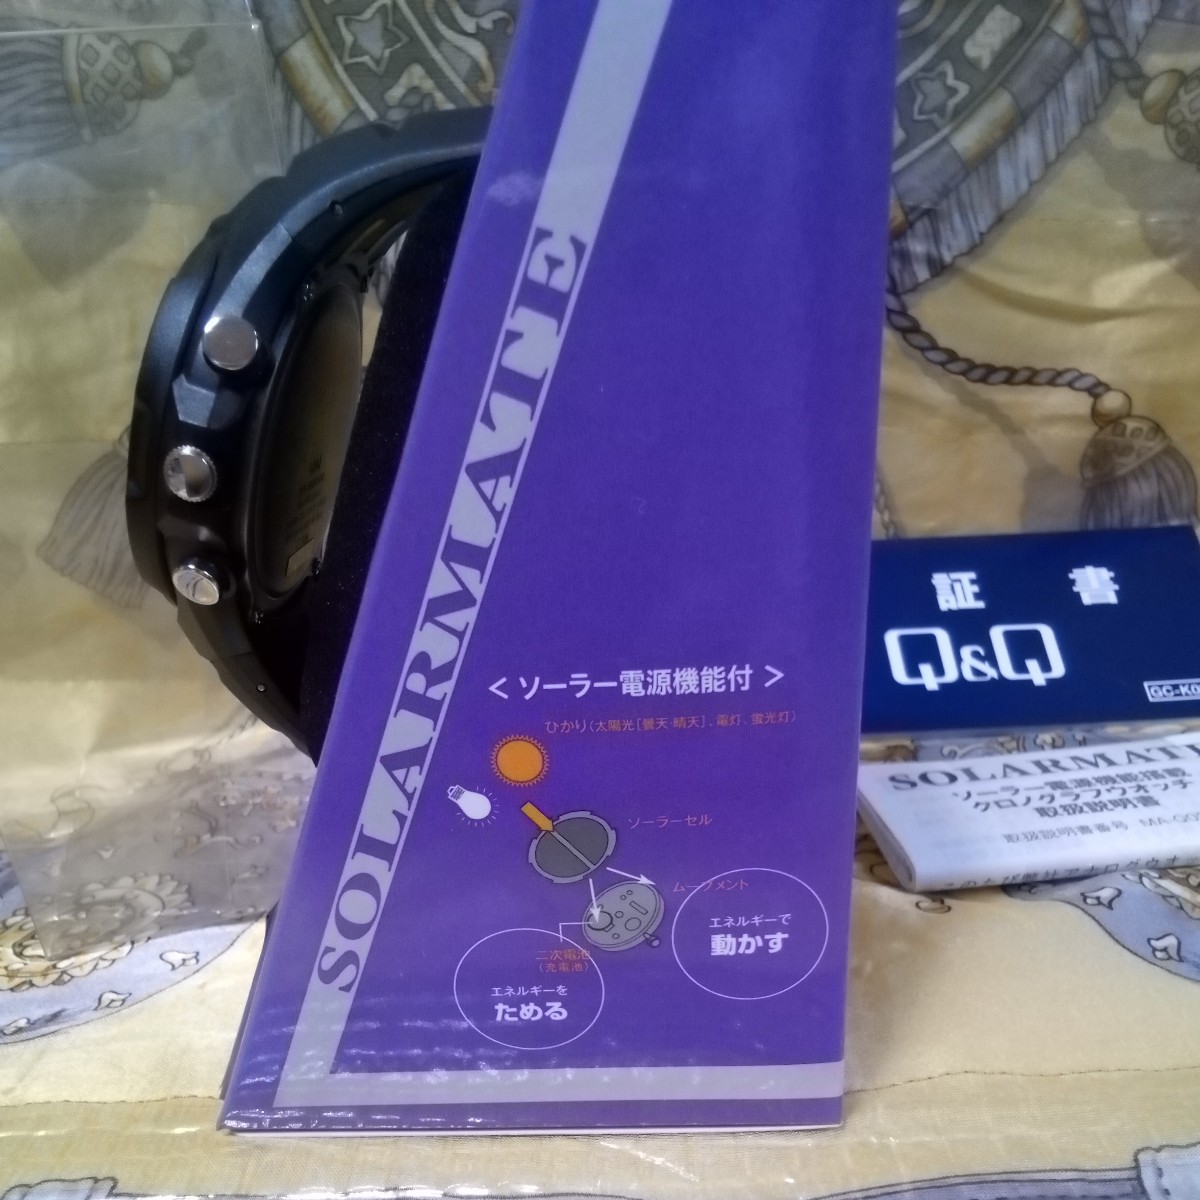 SOLARMATE
< ソーラー電源機能付 >
ひかり(太陽光[曇天・晴天]、電灯、蛍光灯)
ソーラーセル
ムーブメント
エネルギーで
動かす
二次電池
(充電池)
エネルギーを
ためる
証 書
Q&Q
SOLARMATE
ソーラー電源機能搭載
クロノグラフウオッチ
取扱説明書
取扱説明書番号